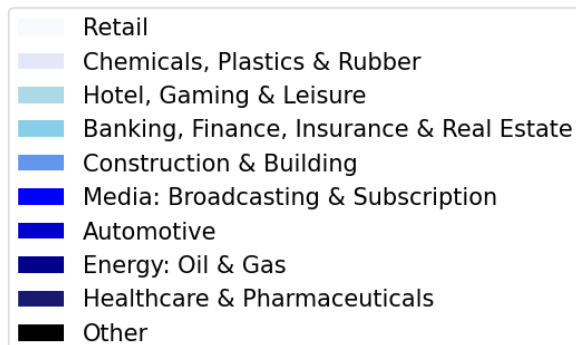 Retail
Chemicals, Plastics & Rubber
Hotel, Gaming & Leisure
Banking, Finance, Insurance & Real Estate
Construction & Building
Media: Broadcasting & Subscription
Automotive
Energy: Oil & Gas
Healthcare & Pharmaceuticals
Other